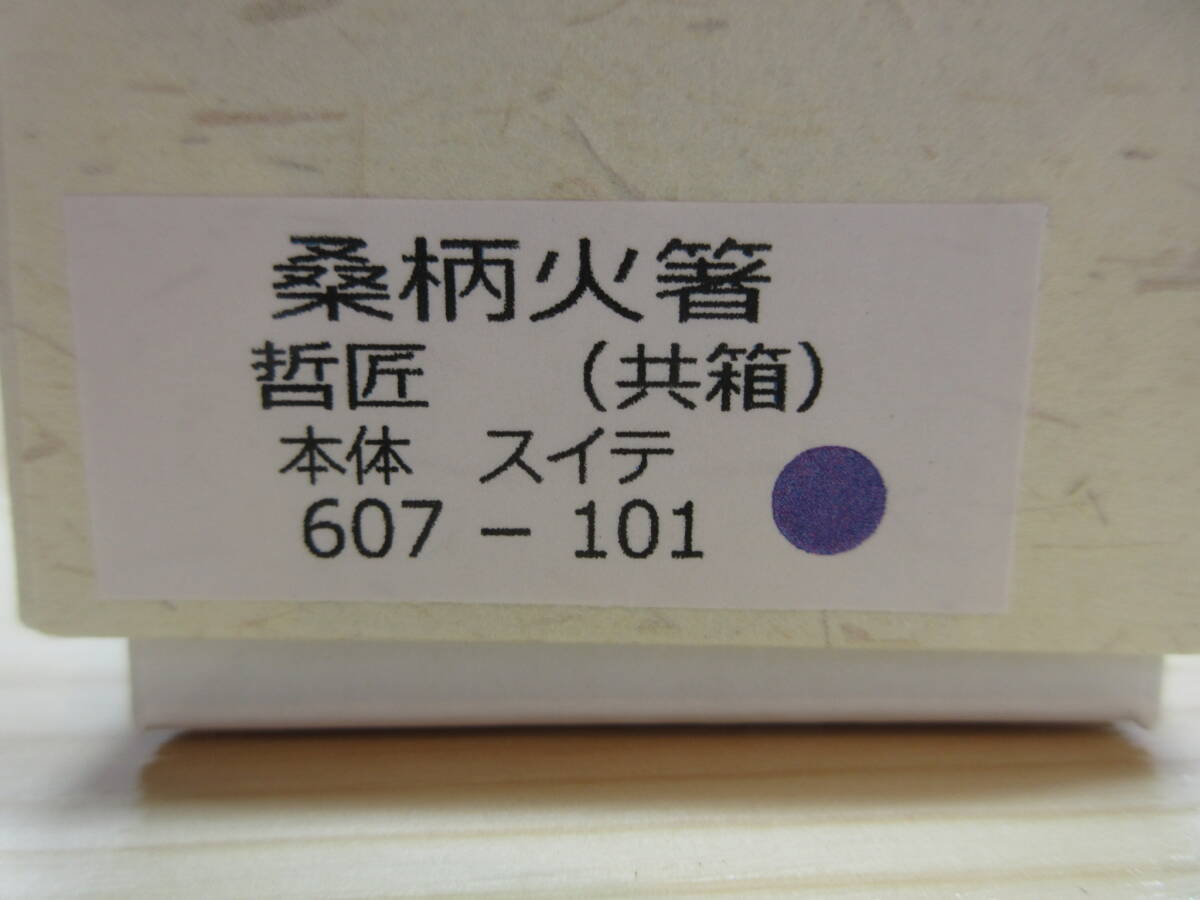 桑柄火箸
哲匠　（共箱）
本体　スイテ
607 − 101